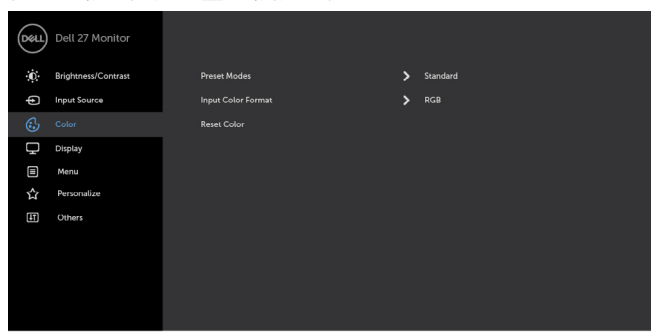 DELL
Dell 27 Monitor
Brightness/Contrast
Preset Modes
Standard
Input Source
Input Color Format
RGB
Color
Reset Color
Display
Menu
Personalize
Others